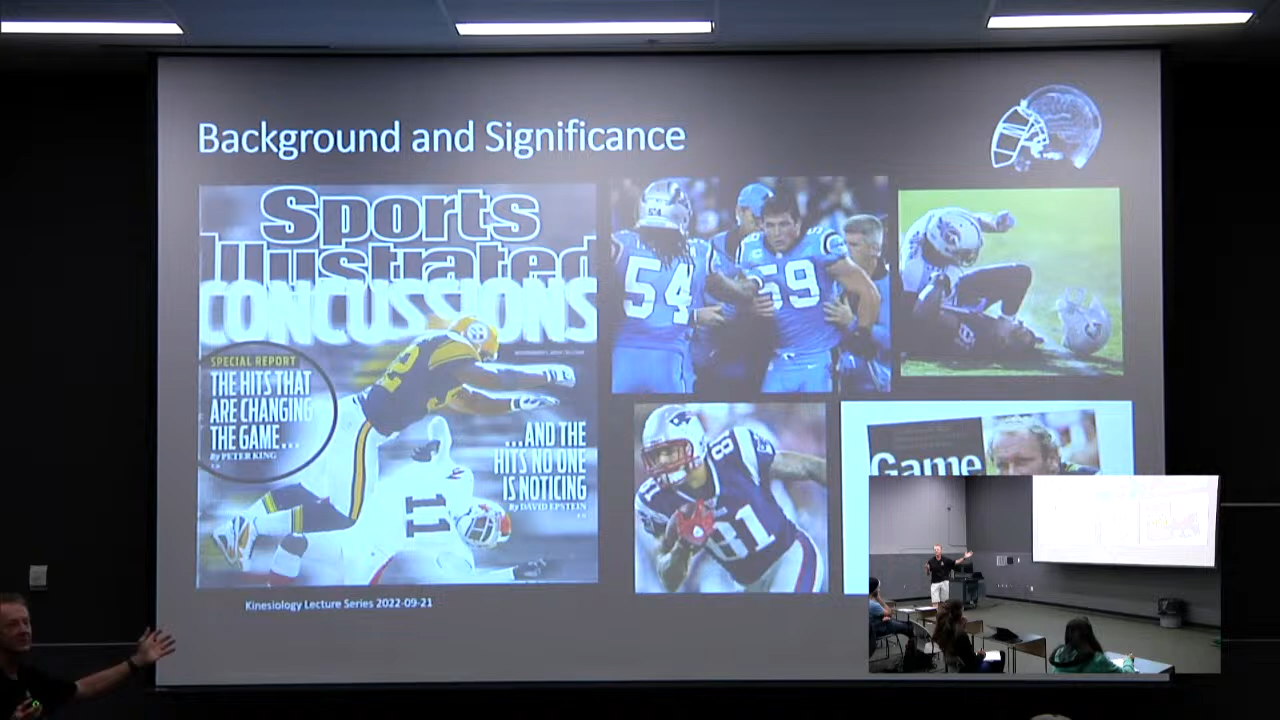 Background and Significance
Sports
Illustrated
CONCUSSIONS
SPECIAL REPORT
THE HITS THAT
ARE CHANGING
THE GAME...
By PETER KING
...AND THE
HITS NO ONE
IS NOTICING
By DAVID EPSTEIN
11
54
59
81
81
Game
Kinesiology Lecture Series 2022-09-21